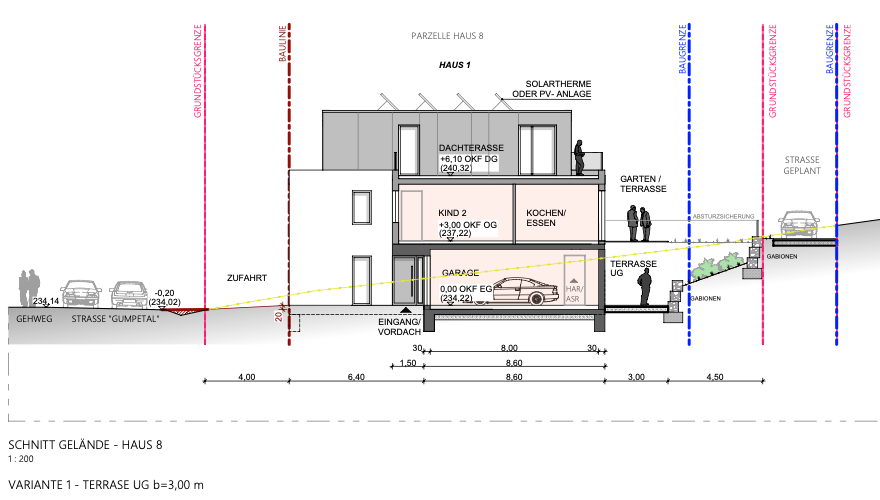 PARZELLE HAUS 8
HAUS 1
SOLARTHERME
ODER PV- ANLAGE
GRUNDSTÜCKSGRENZE
BAULINIE
BAUGRENZE
GRUNDSTÜCKSGRENZE
BAUGRENZE
GRUNDSTÜCKSGRENZE
DACHTERASSE
+6,10 OKF DG
(240,32)
STRASSE
GEPLANT
GARTEN /
TERRASSE
KIND 2
+3,00 OKF OG
(237,22)
KOCHEN/
ESSEN
ABSTURZSICHERUNG
GABIONEN
TERRASSE
UG
GARAGE
0,00 OKF EG
(234,22)
HAR/
ASR
GABIONEN
ZUFAHRT
-0,20
(234,02)
234,14
GEHWEG
STRASSE "GUMPETAL"
20
EINGANG/
VORDACH
30
8,00
30
1,50
8,60
4,00
6,40
8,60
3,00
4,50
SCHNITT GELÄNDE - HAUS 8
1 : 200
VARIANTE 1 - TERRASE UG b=3,00 m